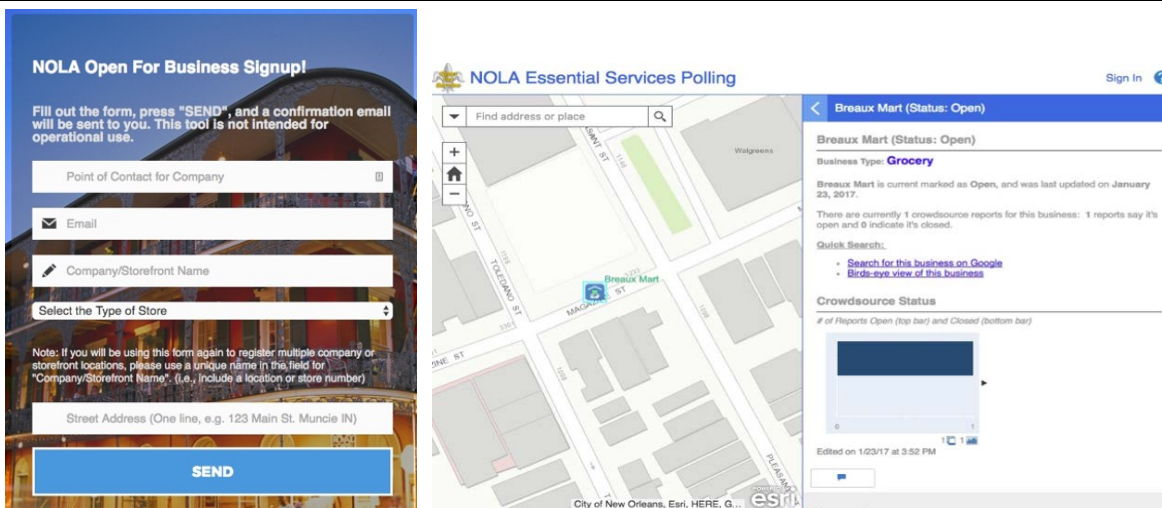 NOLA Open For Business Signup!
Fill out the form, press "SEND", and a confirmation email
will be sent to you. This tool is not intended for
operational use.
Point of Contact for Company
Email
Company/Storefront Name
Select the Type of Store
Note: If you will be using this form again to register multiple company or
storefront locations, please use a unique name in the field for
"Company/Storefront Name". (i.e., include a location or store number)
Street Address (One line, e.g. 123 Main St. Muncie IN)
SEND
NOLA Essential Services Polling
Sign In
Find address or place
Walgreens
TOLEDANO ST
Breaux Mart
MAGAZINE ST
City of New Orleans, Esri, HERE, G...
POWERED BY
esri
Breaux Mart (Status: Open)
Breaux Mart (Status: Open)
Business Type: Grocery
Breaux Mart is current marked as Open, and was last updated on January
23, 2017.
There are currently 1 crowdsource reports for this business: 1 reports say it's
open and 0 indicate it's closed.
Quick Search:
Search for this business on Google
Birds-eye view of this business
Crowdsource Status
# of Reports Open (top bar) and Closed (bottom bar)
0 1
1 1
Edited on 1/23/17 at 3:52 PM